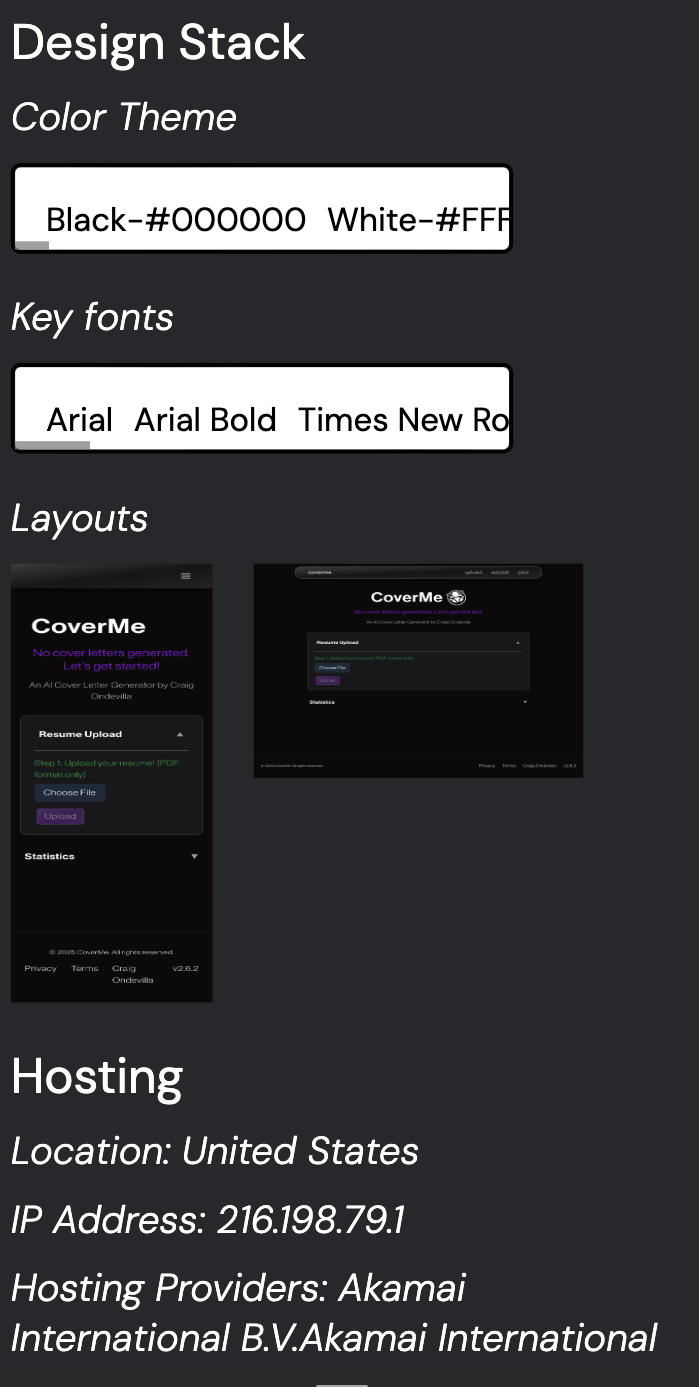 Design Stack
Color Theme
Black-#000000 White-#FFF
Key fonts
Arial Arial Bold Times New Ro
Layouts
CoverMe
No cover letters generated.
Let's get started!
An AI Cover Letter Generator by Craig
Ondevilla
Resume Upload
Step 1: Upload your resume! (PDF
format only)
Choose File
Upload
Statistics
© 2025 CoverMe. All rights reserved.
Privacy Terms Craig
Ondevilla v2.6.2
coverme upload add job jobs
CoverMe
No cover letters generated. Let's get started!
An AI Cover Letter Generator by Craig Ondevilla
Resume Upload
Step 1: Upload your resume! (PDF format only)
Choose File
Upload
Statistics
© 2025 CoverMe. All rights reserved. Privacy Terms Craig Ondevilla v2.6.2
Hosting
Location: United States
IP Address: 216.198.79.1
Hosting Providers: Akamai
International B.V.Akamai International